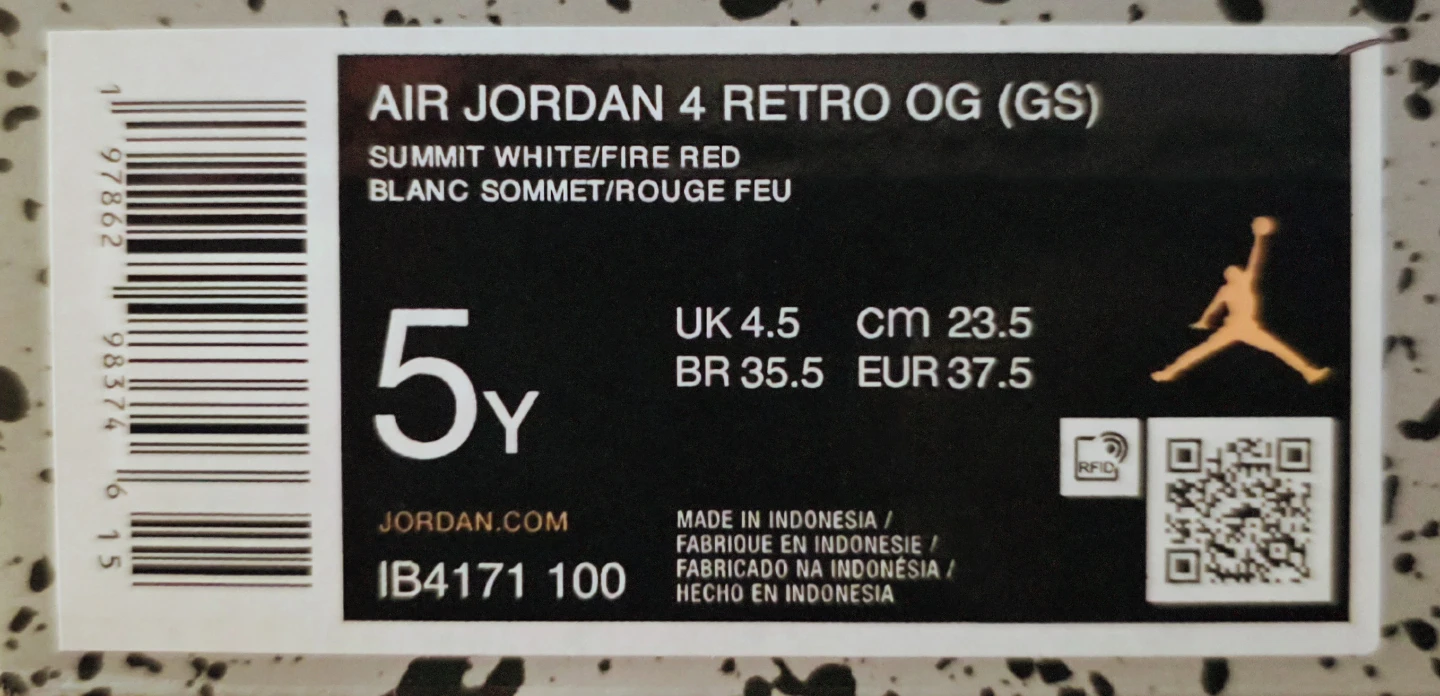 AIR JORDAN 4 RETRO OG (GS)
SUMMIT WHITE/FIRE RED
BLANC SOMMET/ROUGE FEU
5Y
UK 4.5 cm 23.5
BR 35.5 EUR 37.5
RFID
JORDAN.COM
IB4171 100
MADE IN INDONESIA /
FABRIQUE EN INDONESIE /
FABRICADO NA INDONÉSIA /
HECHO EN INDONESIA
1 97862 98374 6 15